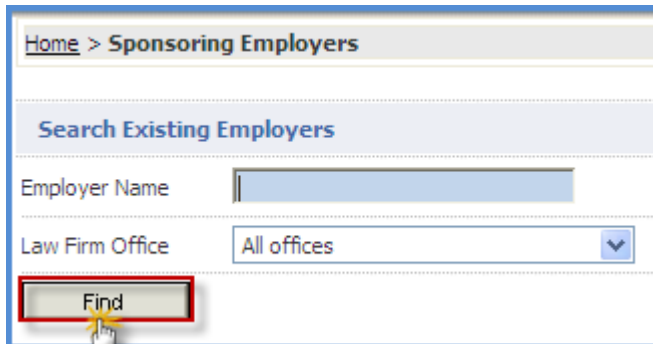 Home > Sponsoring Employers
Search Existing Employers
Employer Name
Law Firm Office All offices
Find